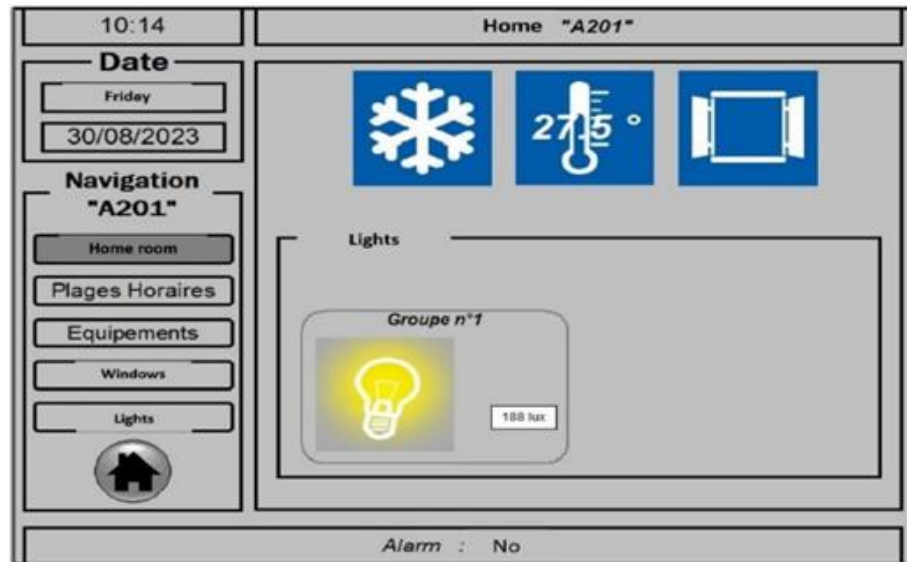 10:14
Home "A201"
Date
Friday
30/08/2023
Navigation
"A201"
Home room
Plages Horaires
Equipements
Windows
Lights
27.5 °
Lights
Groupe n°1
188 lux
Alarm : No